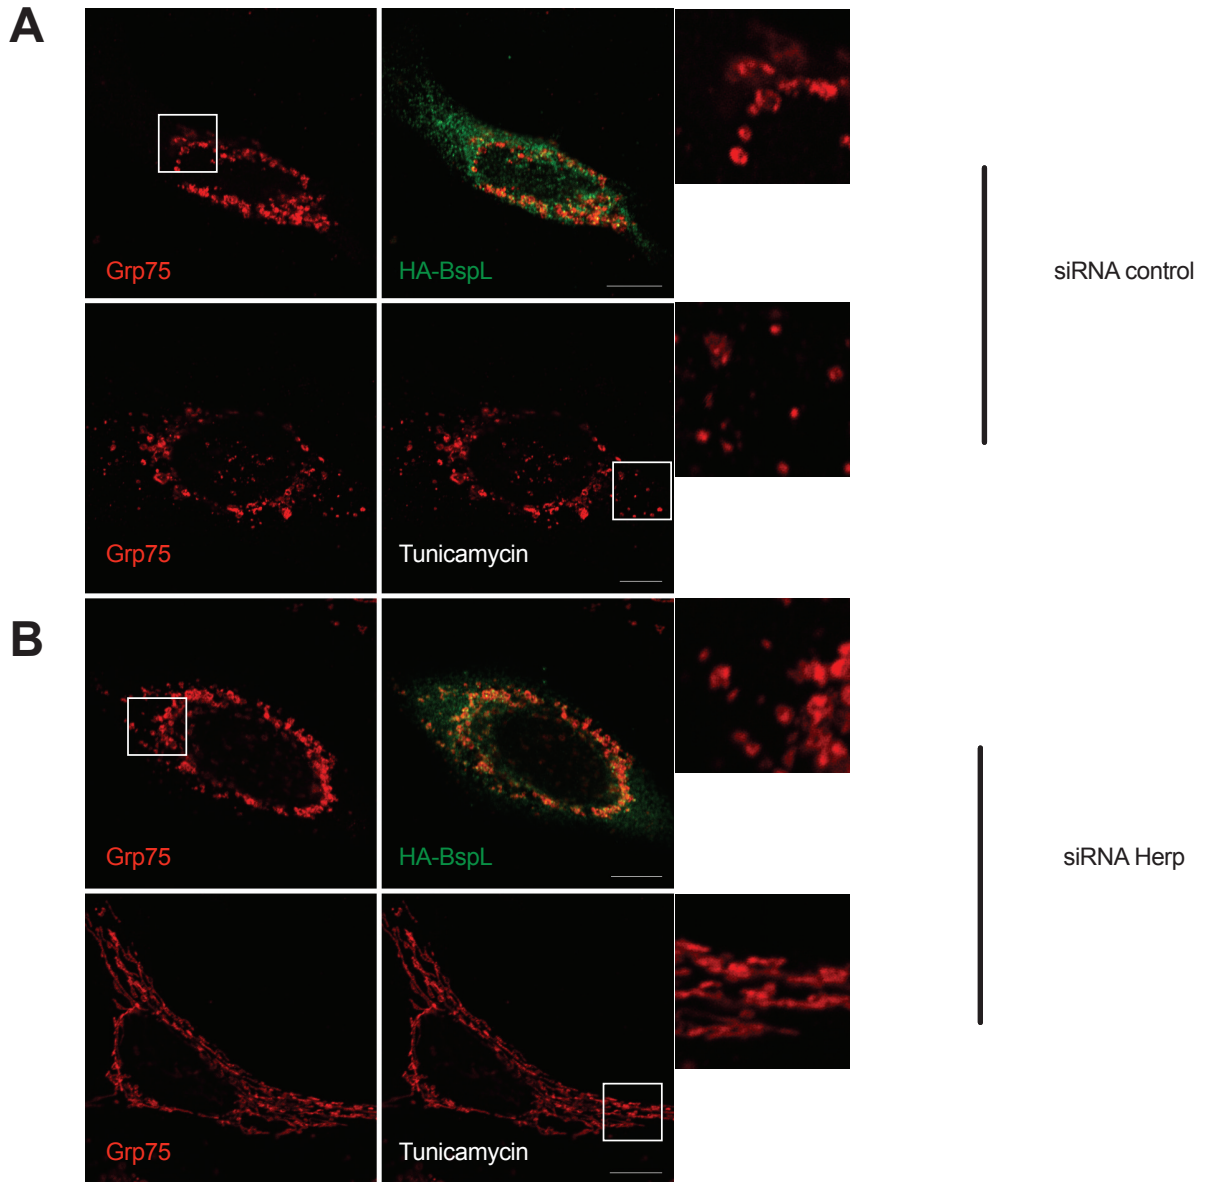 A
Grp75
HA-BspL
siRNA control
Grp75
Tunicamycin
B
Grp75
HA-BspL
siRNA Herp
Grp75
Tunicamycin